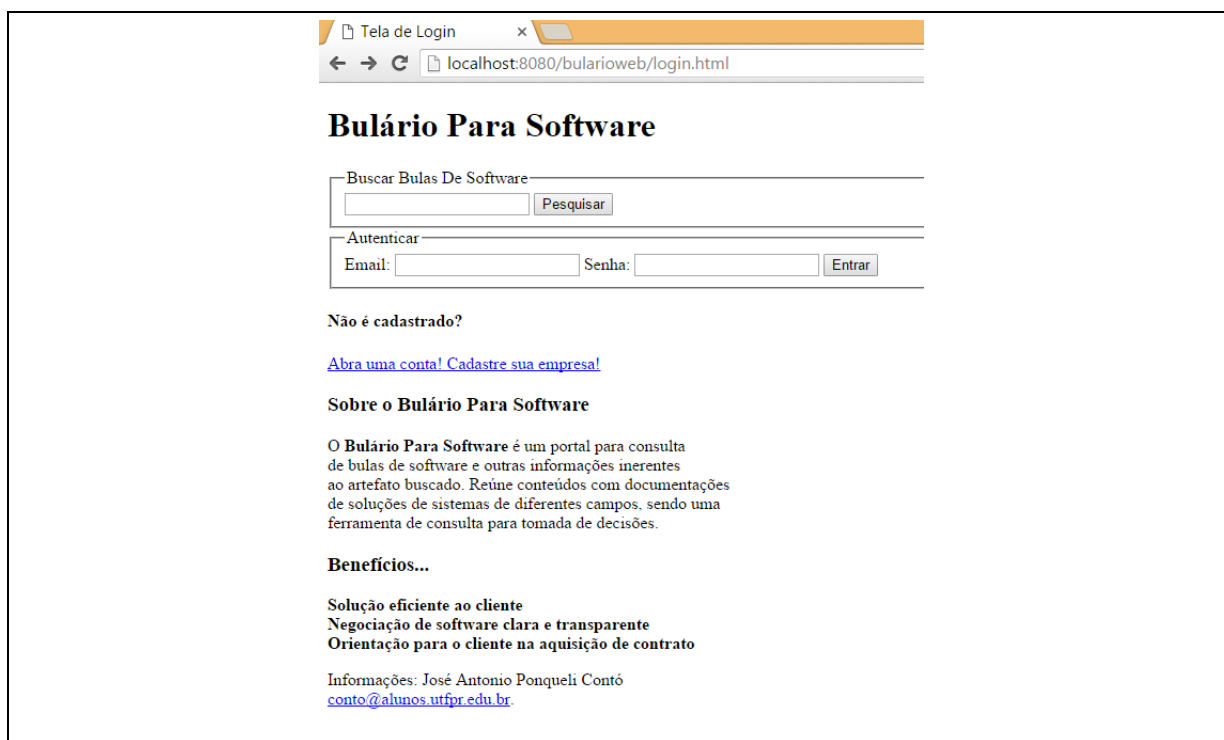 Tela de Login
localhost:8080/bularioweb/login.html
Bulário Para Software
Buscar Bulas De Software
Pesquisar
Autenticar
Email: Senha: Entrar
Não é cadastrado?
Abra uma conta! Cadastre sua empresa!
Sobre o Bulário Para Software
O Bulário Para Software é um portal para consulta
de bulas de software e outras informações inerentes
ao artefato buscado. Reúne conteúdos com documentações
de soluções de sistemas de diferentes campos, sendo uma
ferramenta de consulta para tomada de decisões.
Benefícios...
Solução eficiente ao cliente
Negociação de software clara e transparente
Orientação para o cliente na aquisição de contrato
Informações: José Antonio Ponqueli Contó
conto@alunos.utfpr.edu.br.